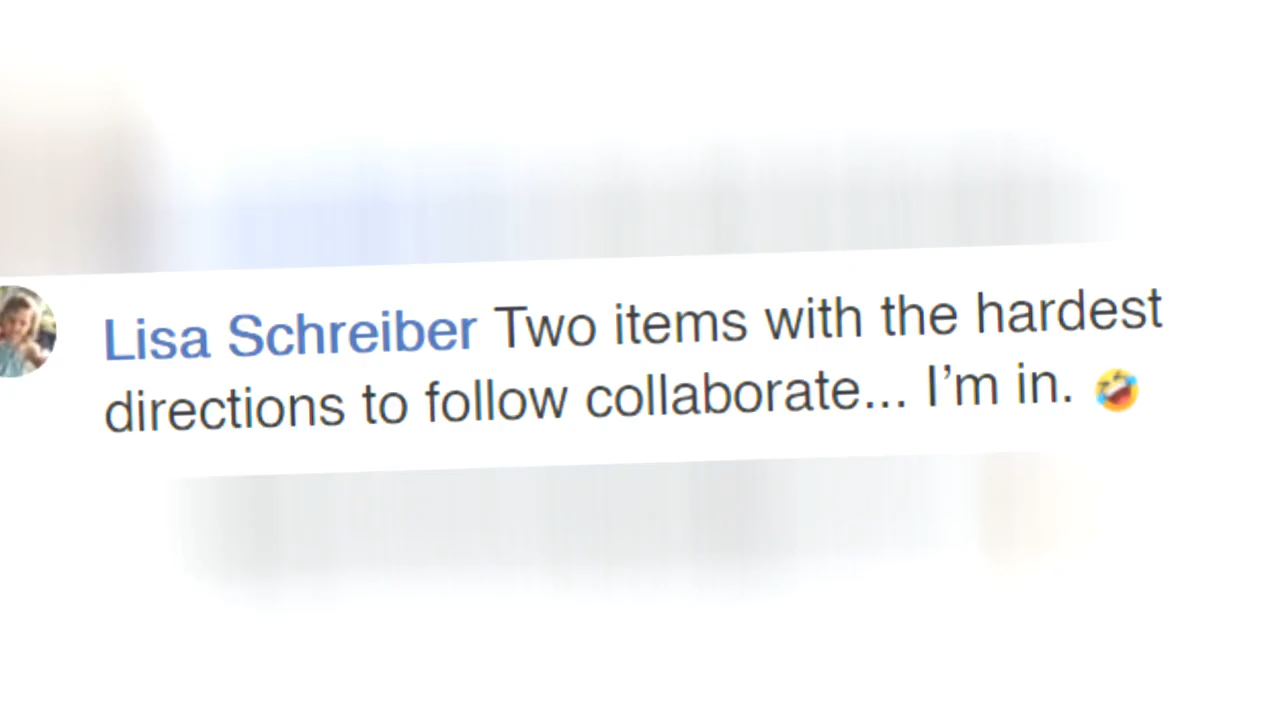 Lisa Schreiber Two items with the hardest
directions to follow collaborate... I’m in. 🤣